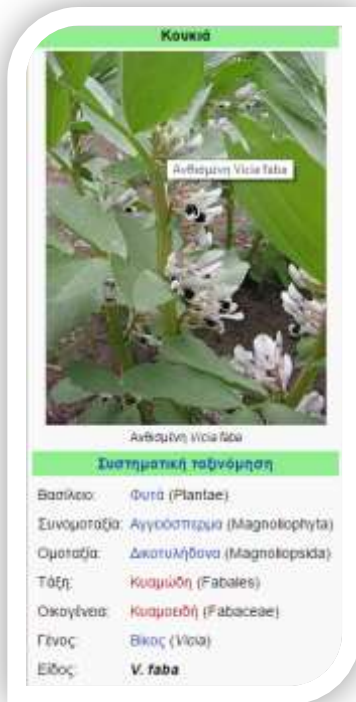 Κουκιά
Ανθισμένη Vicia faba
Ανθισμένη Vicia faba
Συστηματική ταξινόμηση
Βασίλειο: Φυτά (Plantae)
Συνομοταξία: Αγγειόσπερμα (Magnoliophyta)
Ομοταξία: Δικοτυλήδονα (Magnoliopsida)
Τάξη: Κυαμώδη (Fabales)
Οικογένεια: Κυαμοειδή (Fabaceae)
Γένος: Βίκος (Vicia)
Είδος: V. faba